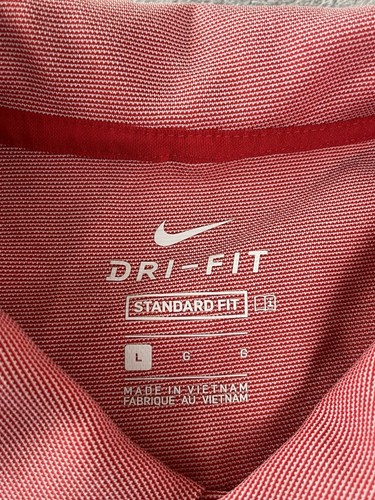 DRI-FIT
STANDARD FIT
L G G
MADE IN VIETNAM
FABRIQUE AU VIETNAM